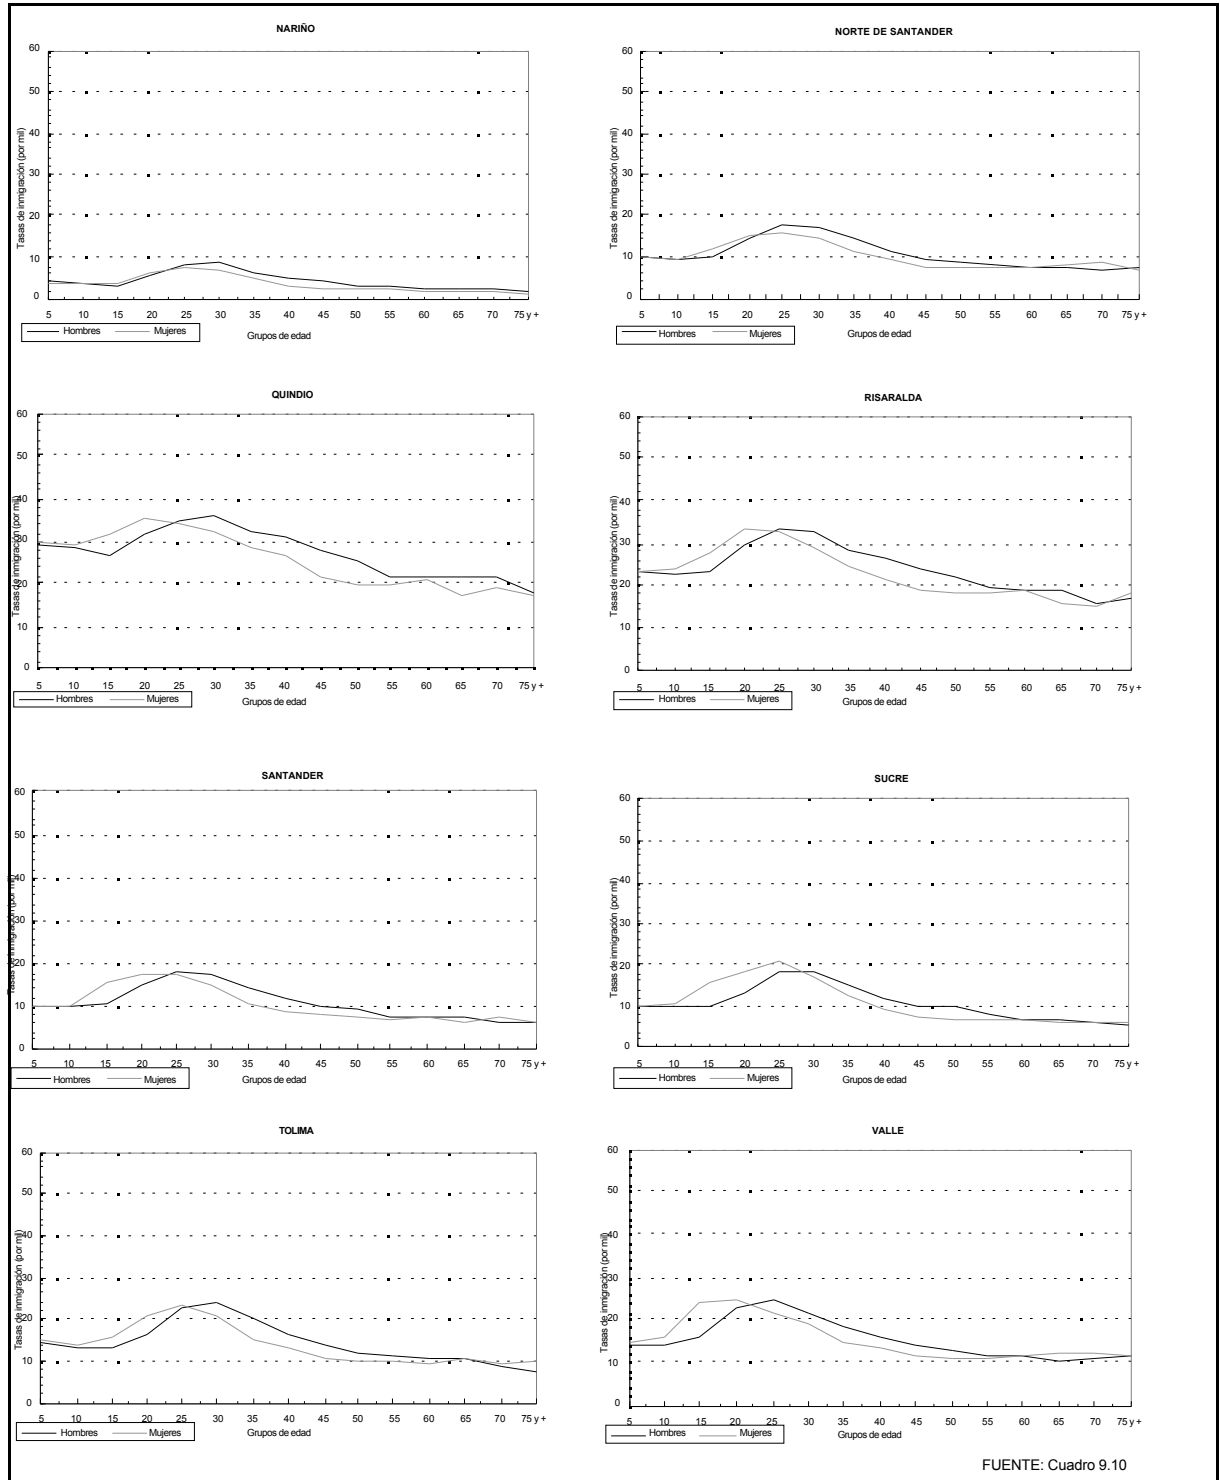 NARIÑO
60
50
40
30
20
10
0
Tasas de inmigración (por mil)
5 10 15 20 25 30 35 40 45 50 55 60 65 70 75 y +
Hombres Mujeres
Grupos de edad
NORTE DE SANTANDER
60
50
40
30
20
10
0
Tasas de inmigración (por mil)
5 10 15 20 25 30 35 40 45 50 55 60 65 70 75 y +
Hombres Mujeres
Grupos de edad
QUINDIO
60
50
40
30
20
10
0
Tasas de inmigración (por mil)
5 10 15 20 25 30 35 40 45 50 55 60 65 70 75 y +
Hombres Mujeres
Grupos de edad
RISARALDA
60
50
40
30
20
10
0
Tasas de inmigración (por mil)
5 10 15 20 25 30 35 40 45 50 55 60 65 70 75 y +
Hombres Mujeres
Grupos de edad
SANTANDER
60
50
40
30
20
10
0
Tasas de inmigración (por mil)
5 10 15 20 25 30 35 40 45 50 55 60 65 70 75 y +
Hombres Mujeres
Grupos de edad
SUCRE
60
50
40
30
20
10
0
Tasas de inmigración (por mil)
5 10 15 20 25 30 35 40 45 50 55 60 65 70 75 y +
Hombres Mujeres
Grupos de edad
TOLIMA
60
50
40
30
20
10
0
Tasas de inmigración (por mil)
5 10 15 20 25 30 35 40 45 50 55 60 65 70 75 y +
Hombres Mujeres
Grupos de edad
VALLE
60
50
40
30
20
10
0
Tasas de inmigración (por mil)
5 10 15 20 25 30 35 40 45 50 55 60 65 70 75 y +
Hombres Mujeres
Grupos de edad
FUENTE: Cuadro 9.10